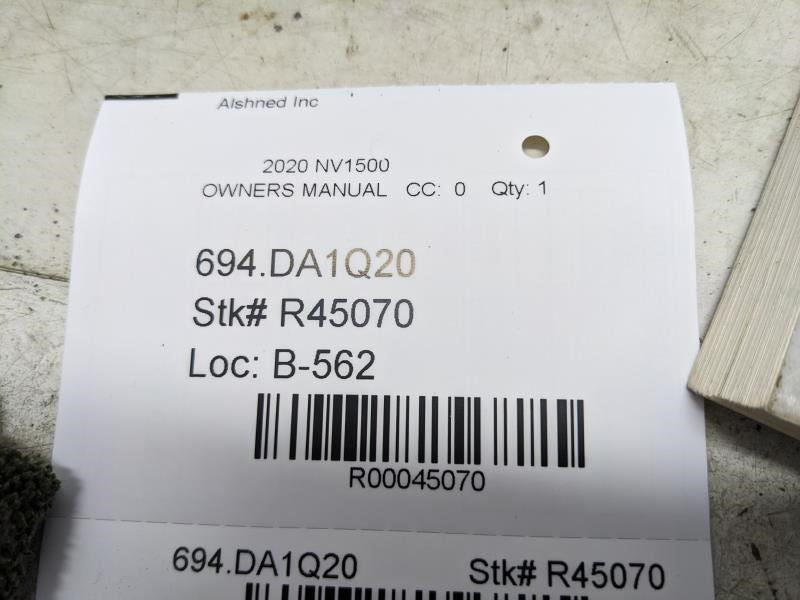 Alshned Inc
2020 NV1500
OWNERS MANUAL CC: 0 Qty: 1
694.DA1Q20
Stk# R45070
Loc: B-562
R00045070
694.DA1Q20 Stk# R45070